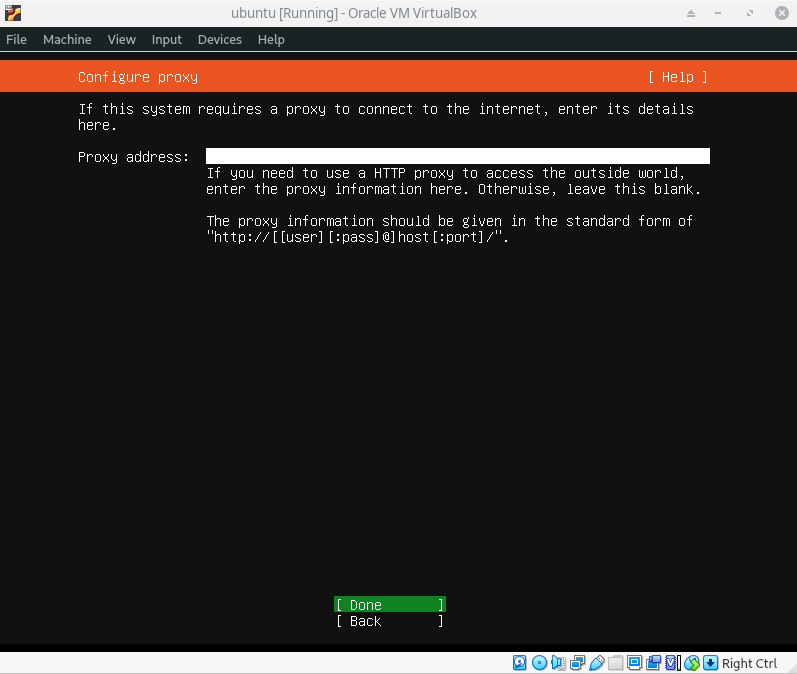 ubuntu [Running] - Oracle VM VirtualBox
File Machine View Input Devices Help
Configure proxy [ Help ]
If this system requires a proxy to connect to the internet, enter its details
here.
Proxy address:
If you need to use a HTTP proxy to access the outside world,
enter the proxy information here. Otherwise, leave this blank.
The proxy information should be given in the standard form of
"http://[[user][:pass]@]host[:port]/".
[ Done ]
[ Back ]
Right Ctrl